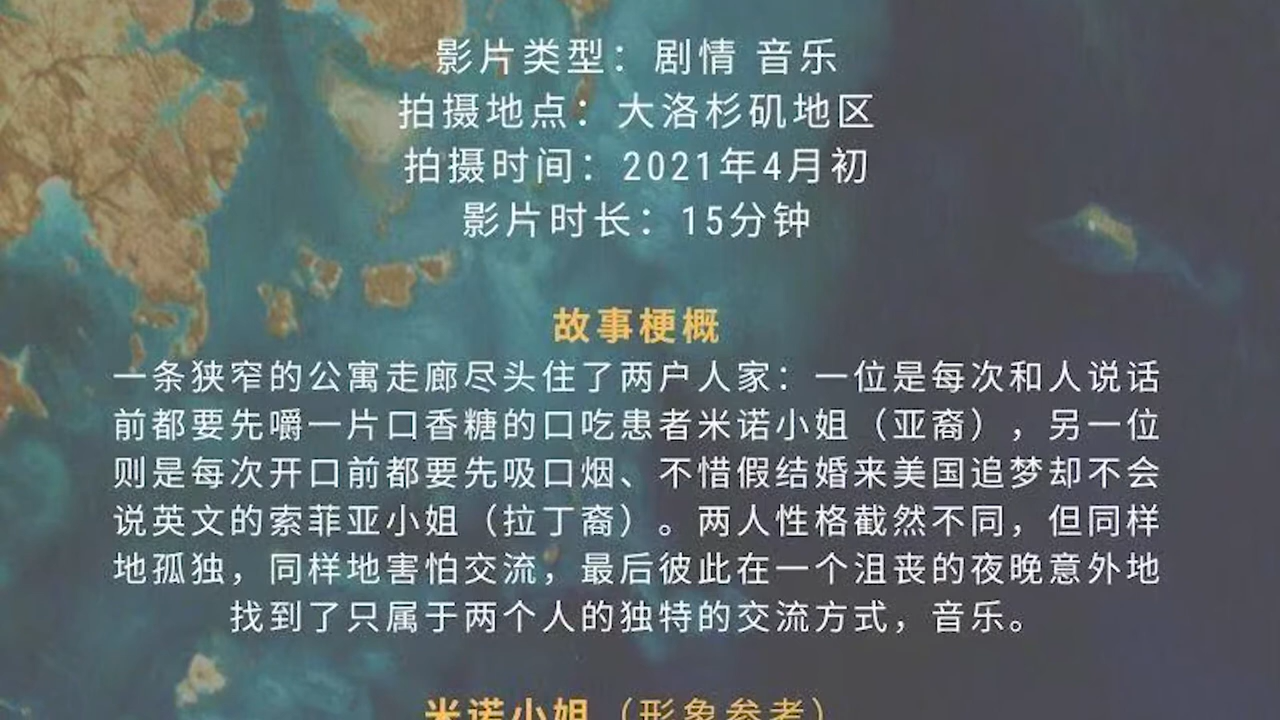 影片类型：剧情 音乐
拍摄地点：大洛杉矶地区
拍摄时间：2021年4月初
影片时长：15分钟
故事梗概
一条狭窄的公寓走廊尽头住了两户人家：一位是每次和人说话
前都要先嚼一片口香糖的口吃患者米诺小姐（亚裔），另一位
则是每次开口前都要先吸口烟、不惜假结婚来美国追梦却不会
说英文的索菲亚小姐（拉丁裔）。两人性格截然不同，但同样
地孤独，同样地害怕交流，最后彼此在一个沮丧的夜晚意外地
找到了只属于两个人的独特的交流方式，音乐。
米诺小姐（形象参考）